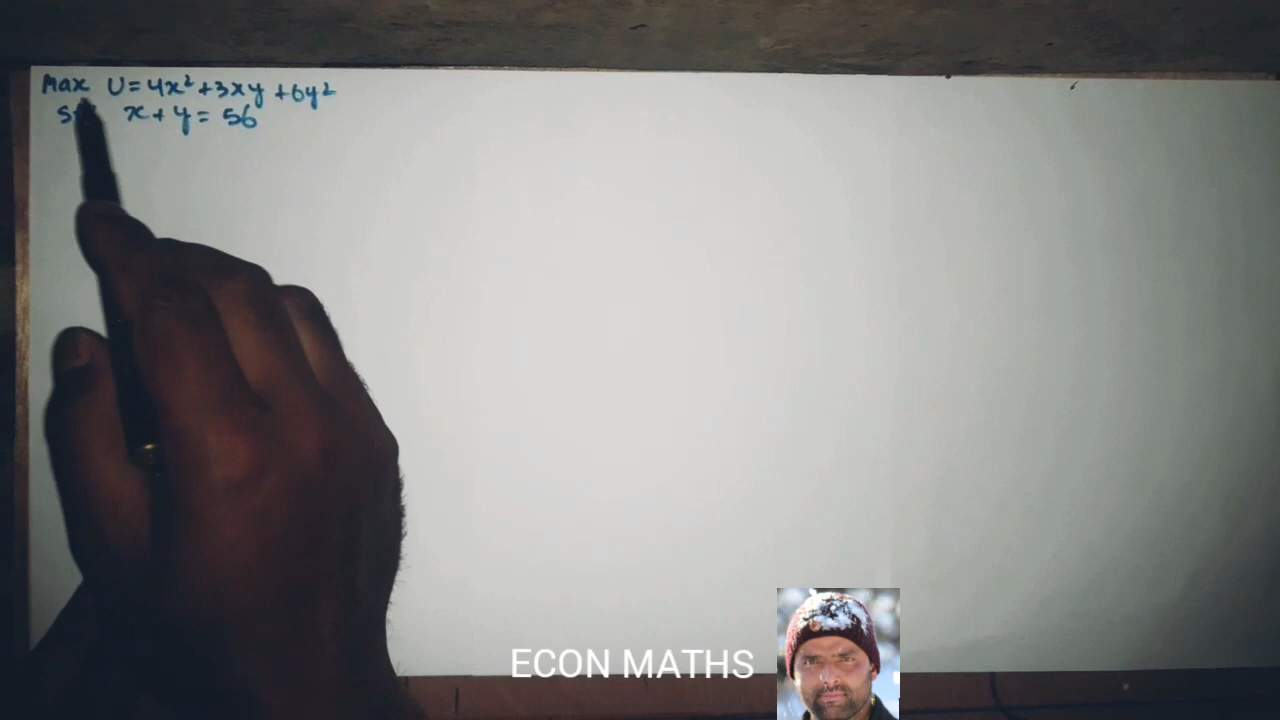 Max U = 4x² + 3xy + 6y²
x + y = 56
ECON MATHS